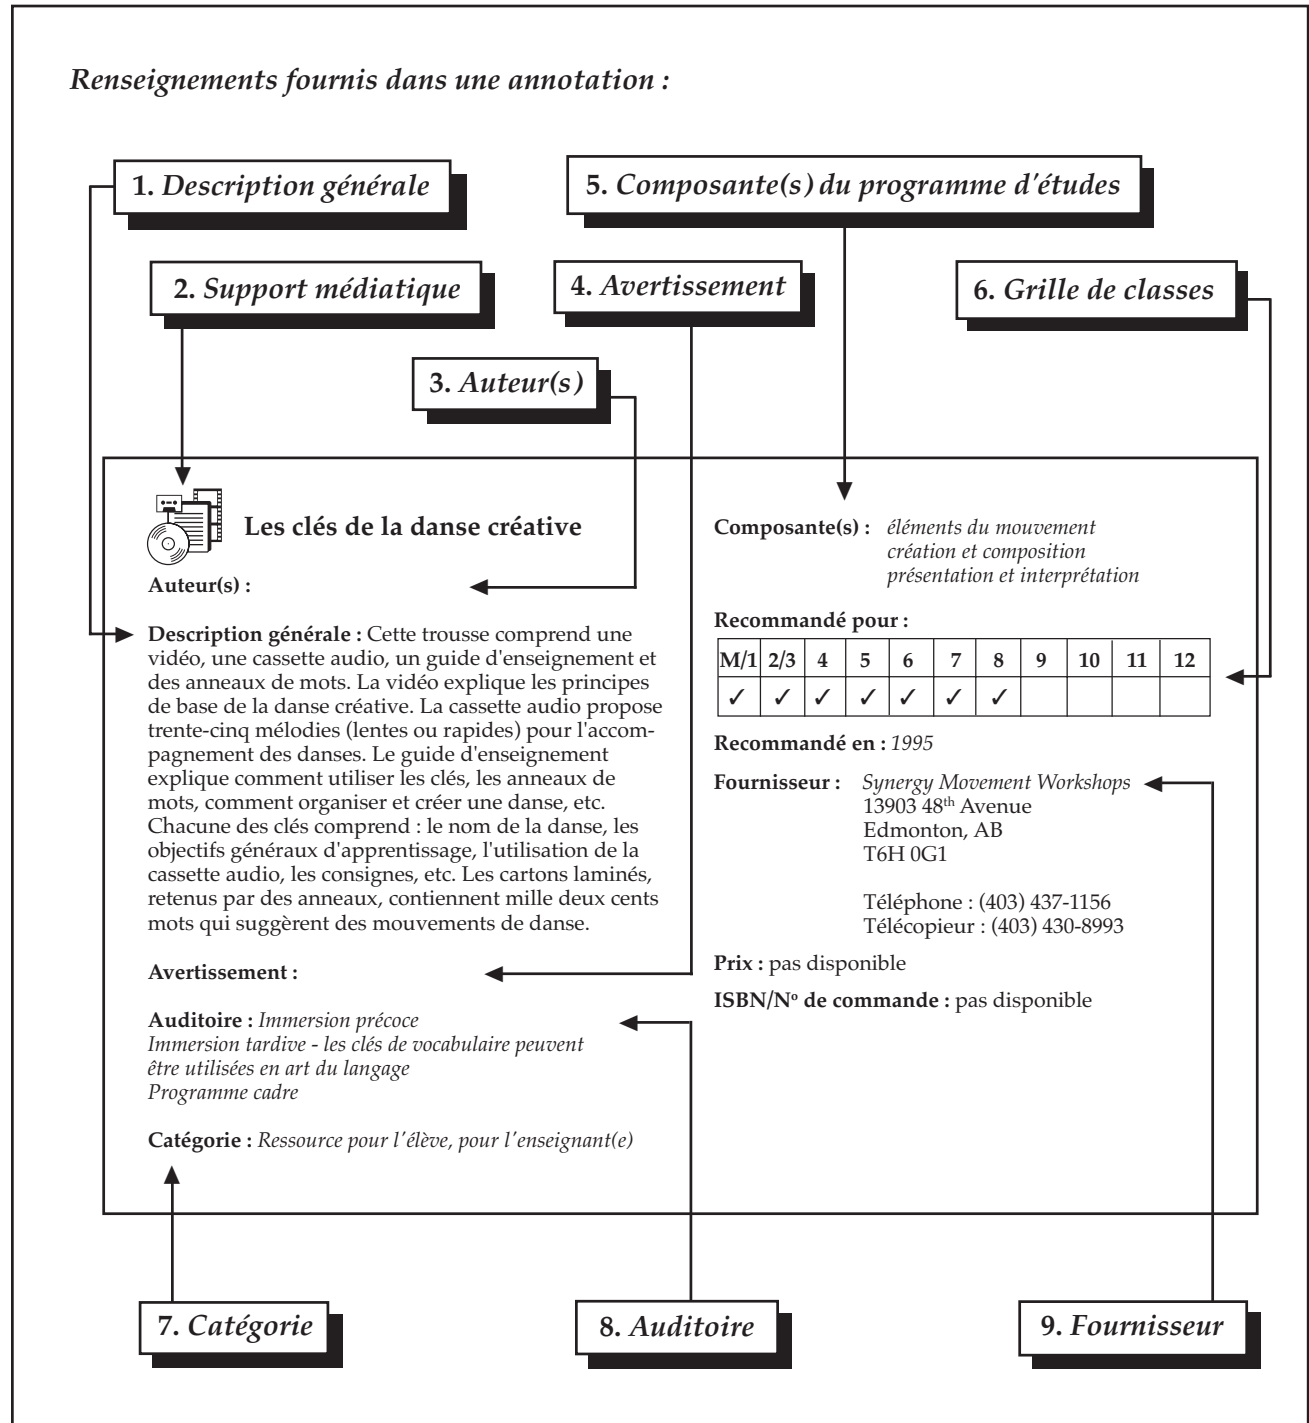 Renseignements fournis dans une annotation :
1. Description générale
5. Composante(s) du programme d'études
2. Support médiatique
4. Avertissement
6. Grille de classes
3. Auteur(s)
Les clés de la danse créative
Auteur(s) :
Description générale : Cette trousse comprend une
vidéo, une cassette audio, un guide d'enseignement et
des anneaux de mots. La vidéo explique les principes
de base de la danse créative. La cassette audio propose
trente-cinq mélodies (lentes ou rapides) pour l'accom-
pagnement des danses. Le guide d'enseignement
explique comment utiliser les clés, les anneaux de
mots, comment organiser et créer une danse, etc.
Chacune des clés comprend : le nom de la danse, les
objectifs généraux d'apprentissage, l'utilisation de la
cassette audio, les consignes, etc. Les cartons laminés,
retenus par des anneaux, contiennent mille deux cents
mots qui suggèrent des mouvements de danse.
Avertissement :
Auditoire : Immersion précoce
Immersion tardive - les clés de vocabulaire peuvent
être utilisées en art du langage
Programme cadre
Catégorie : Ressource pour l'élève, pour l'enseignant(e)
Composante(s) : éléments du mouvement
création et composition
présentation et interprétation
Recommandé pour :
M/1 2/3 4 5 6 7 8 9 10 11 12
✓ ✓ ✓ ✓ ✓ ✓ ✓
Recommandé en : 1995
Fournisseur : Synergy Movement Workshops
13903 48th Avenue
Edmonton, AB
T6H 0G1
Téléphone : (403) 437-1156
Télécopieur : (403) 430-8993
Prix : pas disponible
ISBN/No de commande : pas disponible
7. Catégorie
8. Auditoire
9. Fournisseur